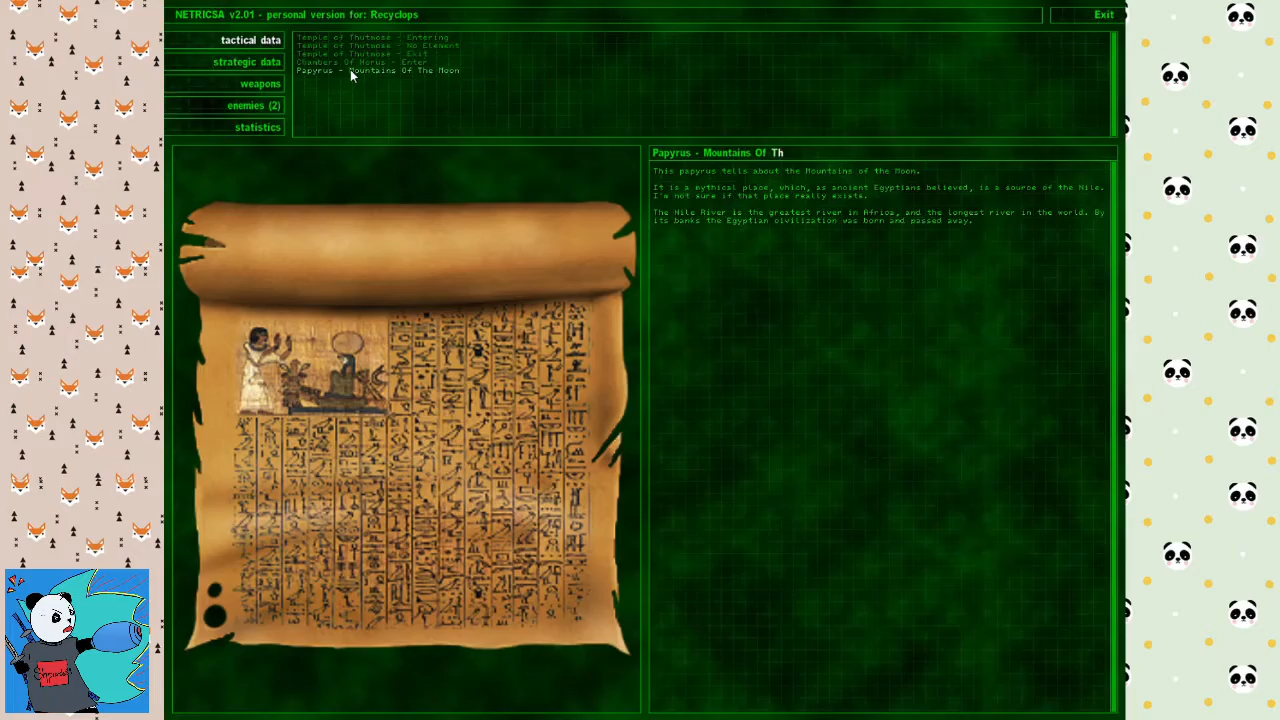 NETRICSA v2.01 - personal version for: Recyclops
Exit
tactical data
strategic data
weapons
enemies (2)
statistics
Temple of Thutmose - Entering
Temple of Thutmose - No Element
Temple of Thutmose - Exit
Chambers Of Horus - Enter
Papyrus - Mountains Of The Moon
Papyrus - Mountains Of Th
This papyrus tells about the Mountains of the Moon.
It is a mythical place, which, as ancient Egyptians believed, is a source of the Nile.
I'm not sure if that place really exists.
The Nile River is the greatest river in Africa, and the longest river in the world. By
its banks the Egyptian civilization was born and passed away.